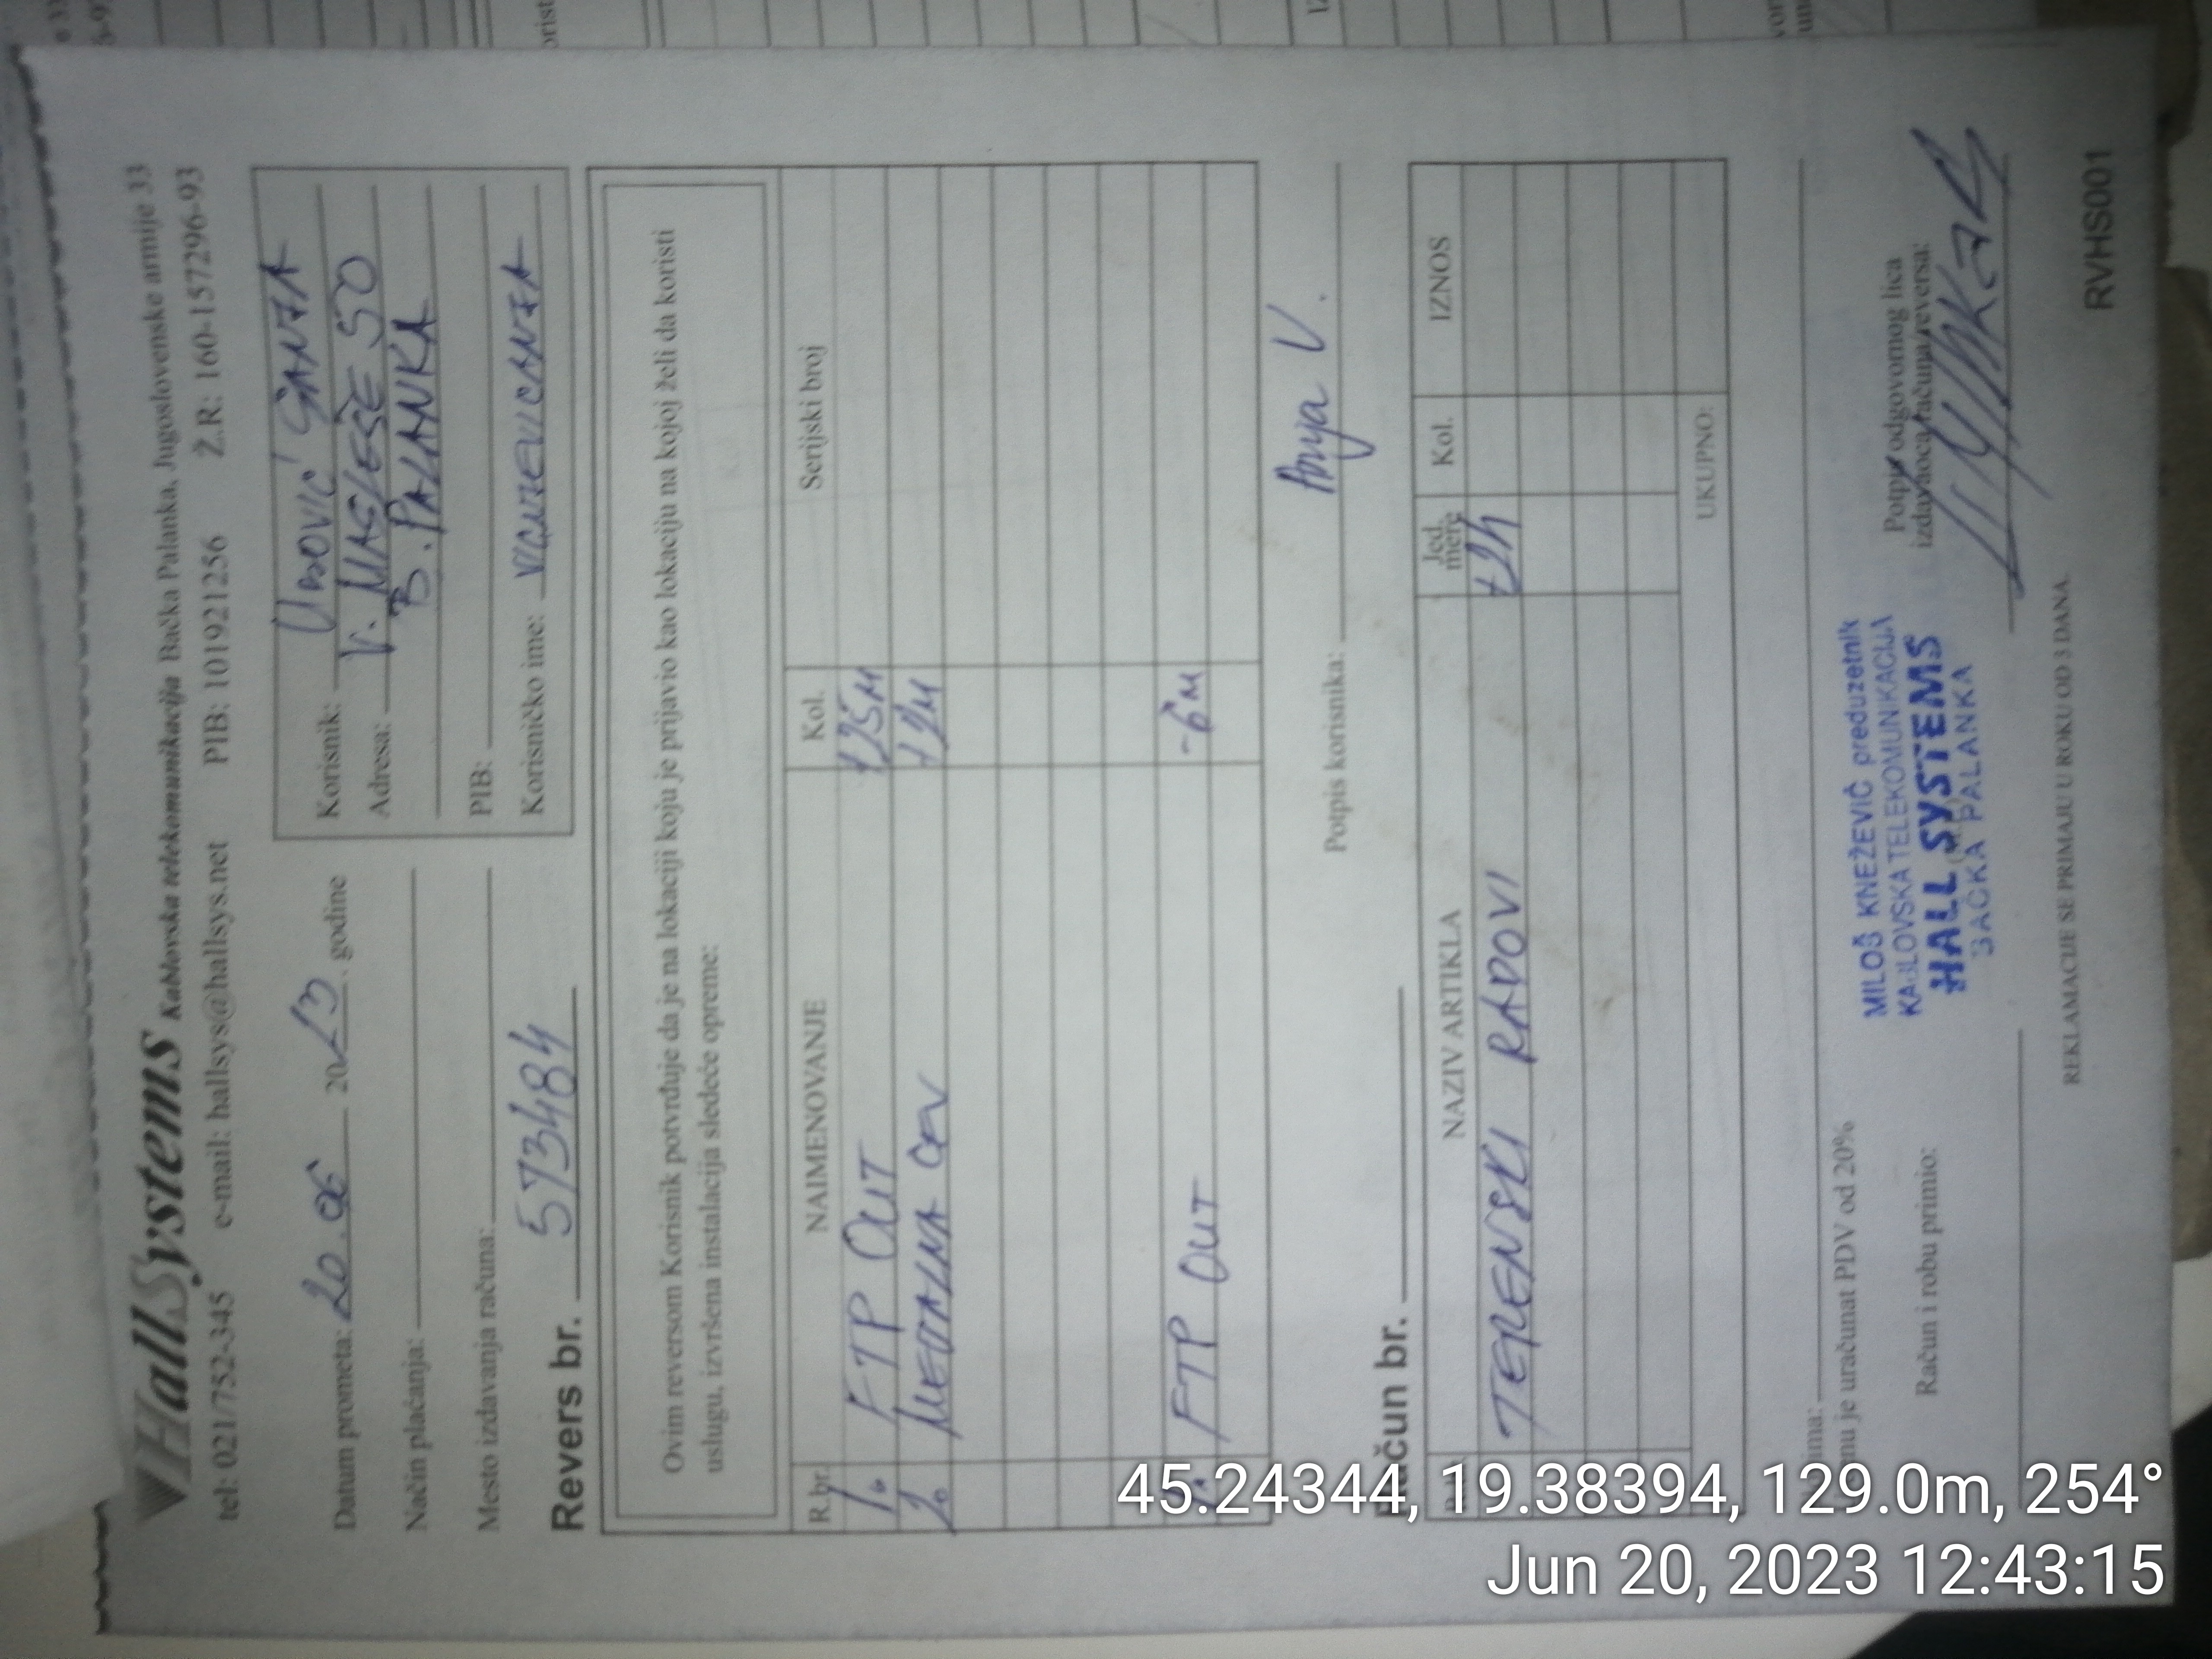 HallSystems Kablovska telekomunikacija Bačka Palanka, Jugoslovenske armije 33
tel: 021/752-345 e-mail: hallsys@hallsys.net PIB: 101921256 Ž.R: 160-157296-93
Datum prometa: 20.06 2023. godine
Način plaćanja:
Mesto izdavanja računa:
Revers br. 573484
Korisnik: SANJA
Adresa: V. MASLEŠE 50
B. PALANKA
PIB:
Korisničko ime:
Ovim reversom Korisnik potvrđuje da je na lokaciji koju je prijavio kao lokaciju na kojoj želi da koristi
uslugu, izvršena instalacija sledeće opreme:
R.br. NAIMENOVANJE Kol. Serijski broj
1. FTP OUT +25M
2. +2M
1. FTP OUT -6M
Potpis korisnika: Anja V.
Račun br.
NAZIV ARTIKLA Jed. mere Kol. IZNOS
TERENSKI RADOVI
UKUPNO:
mu je uračunat PDV od 20%
Račun i robu primio:
MILOŠ KNEŽEVIĆ preduzetnik
KABLOVSKA TELEKOMUNIKACIJA
HALL SYSTEMS
BAČKA PALANKA
Potpis odgovornog lica
izdavaoca računa/reversa:
REKLAMACIJE SE PRIMAJU U ROKU OD 3 DANA.
RVHS001
45.24344, 19.38394, 129.0m, 254°
Jun 20, 2023 12:43:15